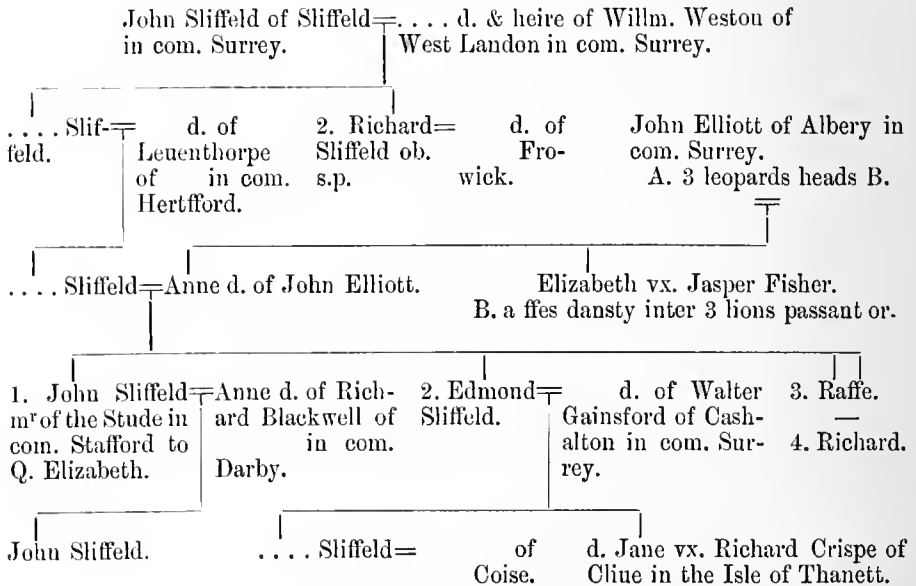 John Sliffeld of Sliffeld=.... d. & heire of Willm. Weston of
in com. Surrey. West Landon in com. Surrey.
.... Slif-= d. of 2. Richard= d. of John Elliott of Albery in
feld. Leuenthorpe Sliffeld ob. Fro- com. Surrey.
of in com. s.p. wick. A. 3 leopards heads B.
Hertfford.
.... Sliffeld=Anne d. of John Elliott. Elizabeth vx. Jasper Fisher.
B. a ffes dansty inter 3 lions passant or.
1. John Sliffeld=Anne d. of Rich- 2. Edmond= d. of Walter 3. Raffe.
mʳ of the Stude in ard Blackwell of Sliffeld. Gainsford of Cash- —
com. Stafford to in com. alton in com. Sur- 4. Richard.
Q. Elizabeth. Darby. rey.
John Sliffeld. .... Sliffeld= of d. Jane vx. Richard Crispe of
Coise. Cliue in the Isle of Thanett.